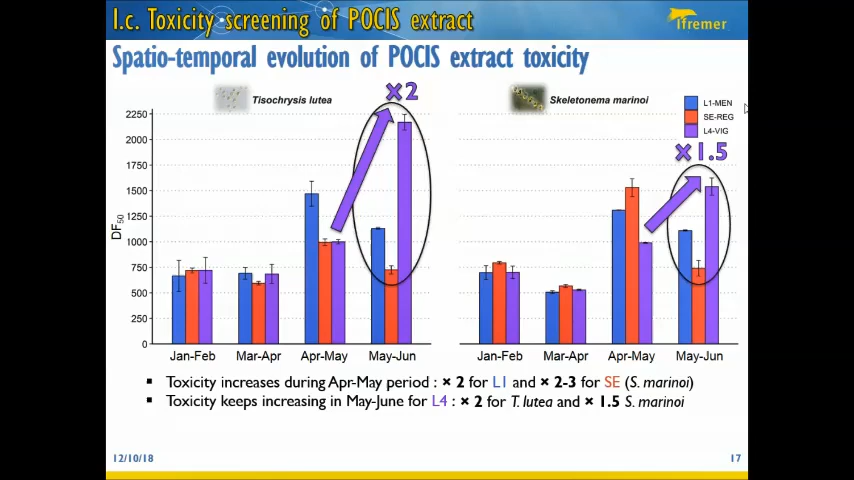 I.c. Toxicity screening of POCIS extract
ifremer
Spatio-temporal evolution of POCIS extract toxicity
Tisochrysis lutea
×2
Skeletonema marinoi
L1-MEN
SE-REG
L4-VIG
×1.5
DF50
2250
2000
1750
1500
1250
1000
750
500
250
0
Jan-Feb Mar-Apr Apr-May May-Jun
Jan-Feb Mar-Apr Apr-May May-Jun
▪ Toxicity increases during Apr-May period : × 2 for L1 and × 2-3 for SE (S. marinoi)
▪ Toxicity keeps increasing in May-June for L4 : × 2 for T. lutea and × 1.5 S. marinoi
12/10/18
17